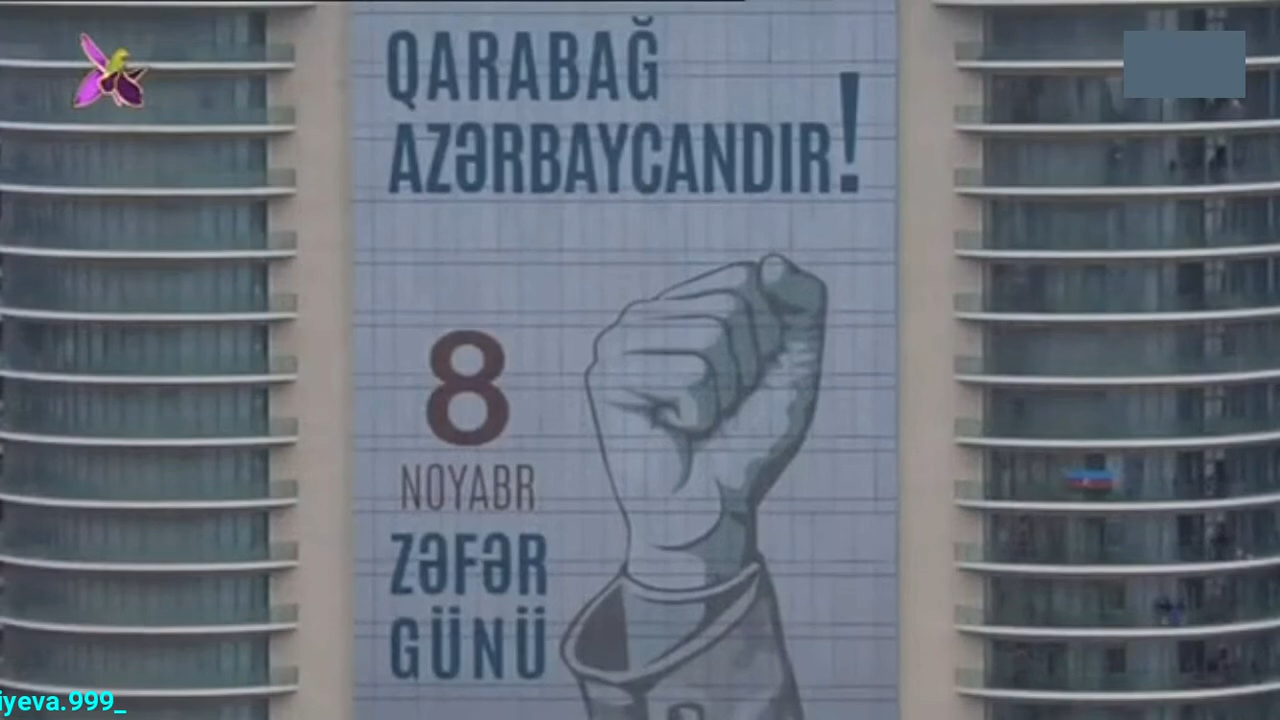 QARABAĞ
AZƏRBAYCANDIR!
8
NOYABR
ZƏFƏR
GÜNÜ
iyeva.999_